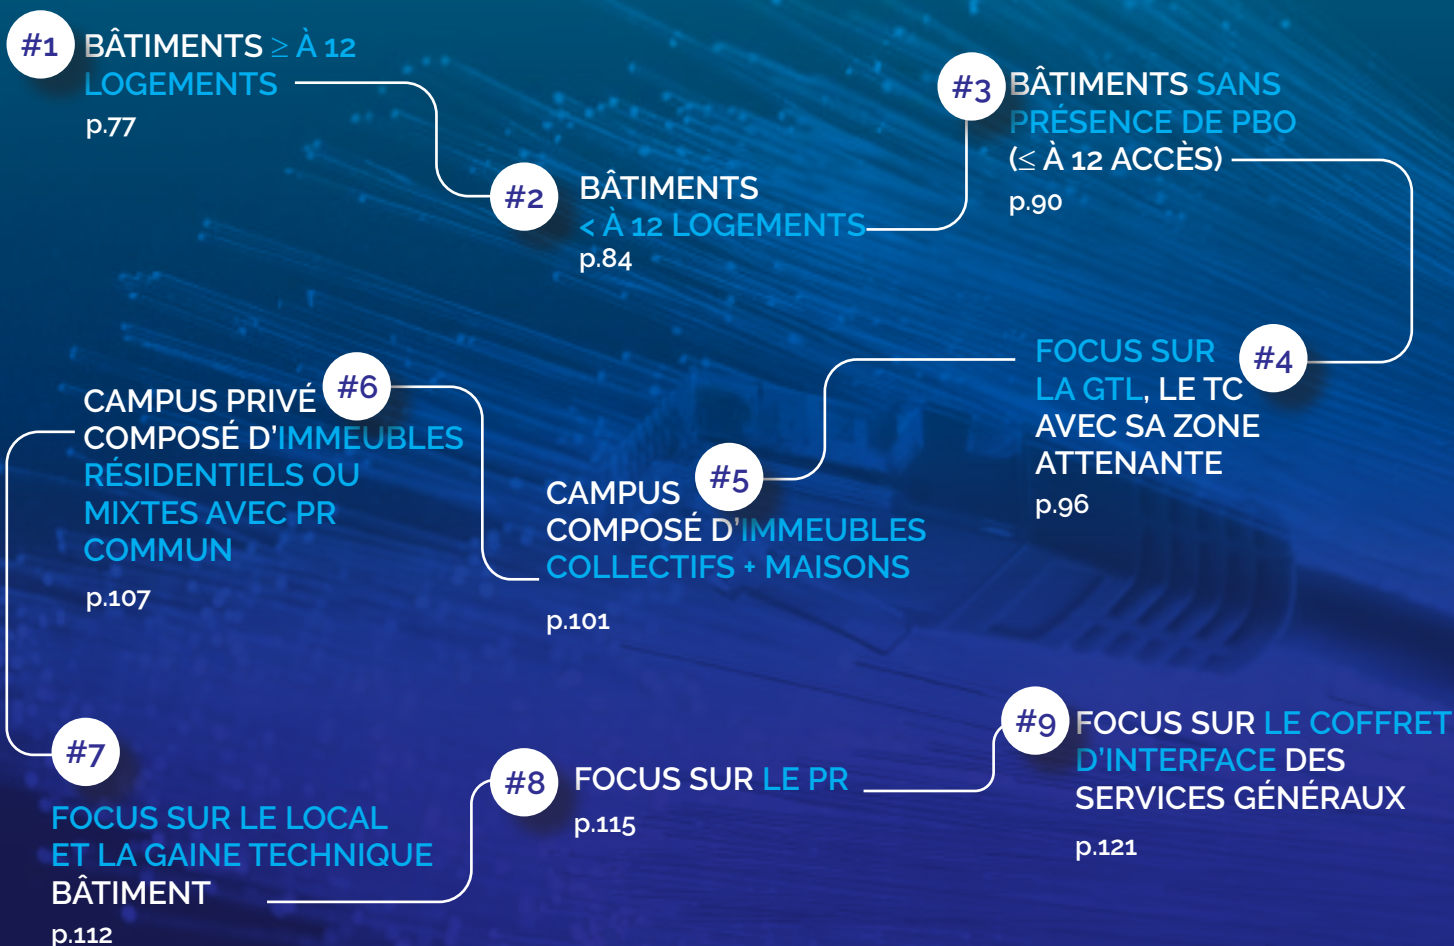 #1
BÂTIMENTS ≥ À 12
LOGEMENTS
p.77
#2
BÂTIMENTS
< À 12 LOGEMENTS
p.84
#3
BÂTIMENTS SANS
PRÉSENCE DE PBO
(≤ À 12 ACCÈS)
p.90
#4
FOCUS SUR
LA GTL, LE TC
AVEC SA ZONE
ATTENANTE
p.96
#5
CAMPUS
COMPOSÉ D'IMMEUBLES
COLLECTIFS + MAISONS
p.101
#6
CAMPUS PRIVÉ
COMPOSÉ D'IMMEUBLES
RÉSIDENTIELS OU
MIXTES AVEC PR
COMMUN
p.107
#7
FOCUS SUR LE LOCAL
ET LA GAINE TECHNIQUE
BÂTIMENT
p.112
#8
FOCUS SUR LE PR
p.115
#9
FOCUS SUR LE COFFRET
D'INTERFACE DES
SERVICES GÉNÉRAUX
p.121